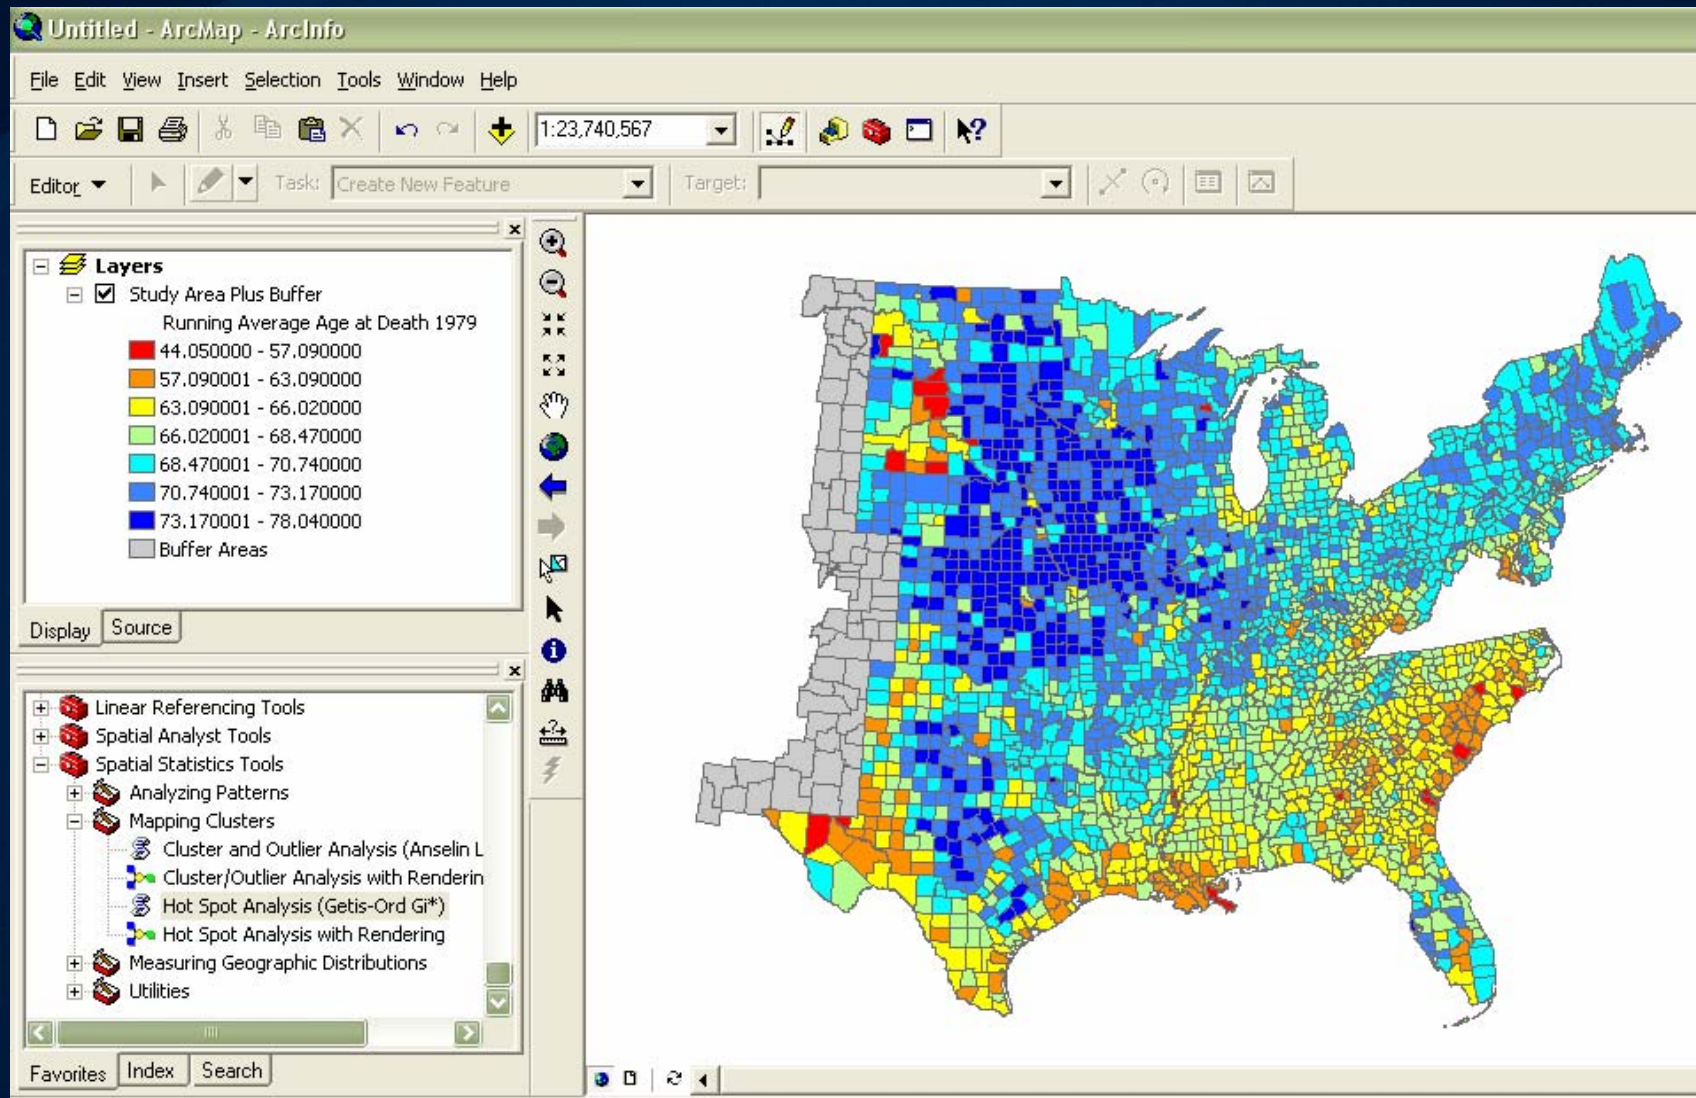 Untitled - ArcMap - ArcInfo
File Edit View Insert Selection Tools Window Help
1:23,740,567
Editor Task: Create New Feature Target:
Layers
Study Area Plus Buffer
Running Average Age at Death 1979
44.050000 - 57.090000
57.090001 - 63.090000
63.090001 - 66.020000
66.020001 - 68.470000
68.470001 - 70.740000
70.740001 - 73.170000
73.170001 - 78.040000
Buffer Areas
Display Source
Linear Referencing Tools
Spatial Analyst Tools
Spatial Statistics Tools
Analyzing Patterns
Mapping Clusters
Cluster and Outlier Analysis (Anselin L
Cluster/Outlier Analysis with Renderin
Hot Spot Analysis (Getis-Ord Gi*)
Hot Spot Analysis with Rendering
Measuring Geographic Distributions
Utilities
Favorites Index Search